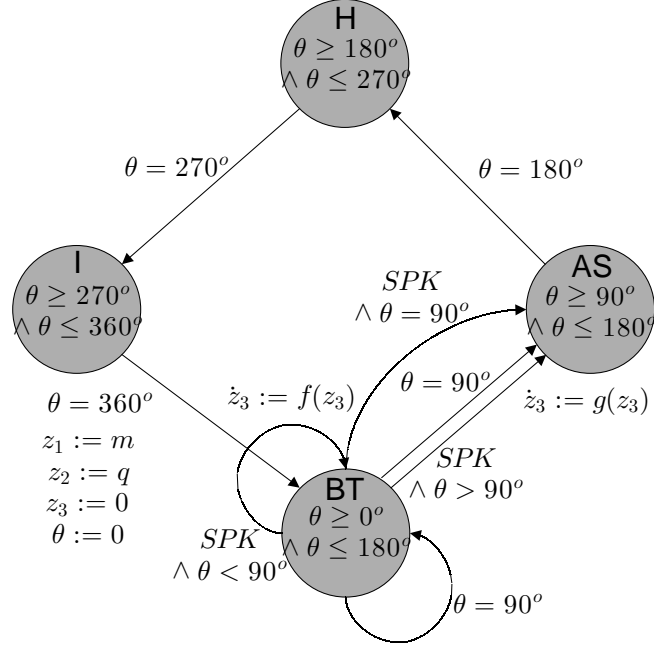 H
θ ≥ 180°
∧ θ ≤ 270°
θ = 270°
θ = 180°
I
θ ≥ 270°
∧ θ ≤ 360°
AS
θ ≥ 90°
∧ θ ≤ 180°
SPK
∧ θ = 90°
θ = 90°
ż₃ := f(z₃)
ż₃ := g(z₃)
θ = 360°
z₁ := m
z₂ := q
z₃ := 0
θ := 0
SPK
∧ θ > 90°
BT
θ ≥ 0°
∧ θ ≤ 180°
SPK
∧ θ < 90°
θ = 90°